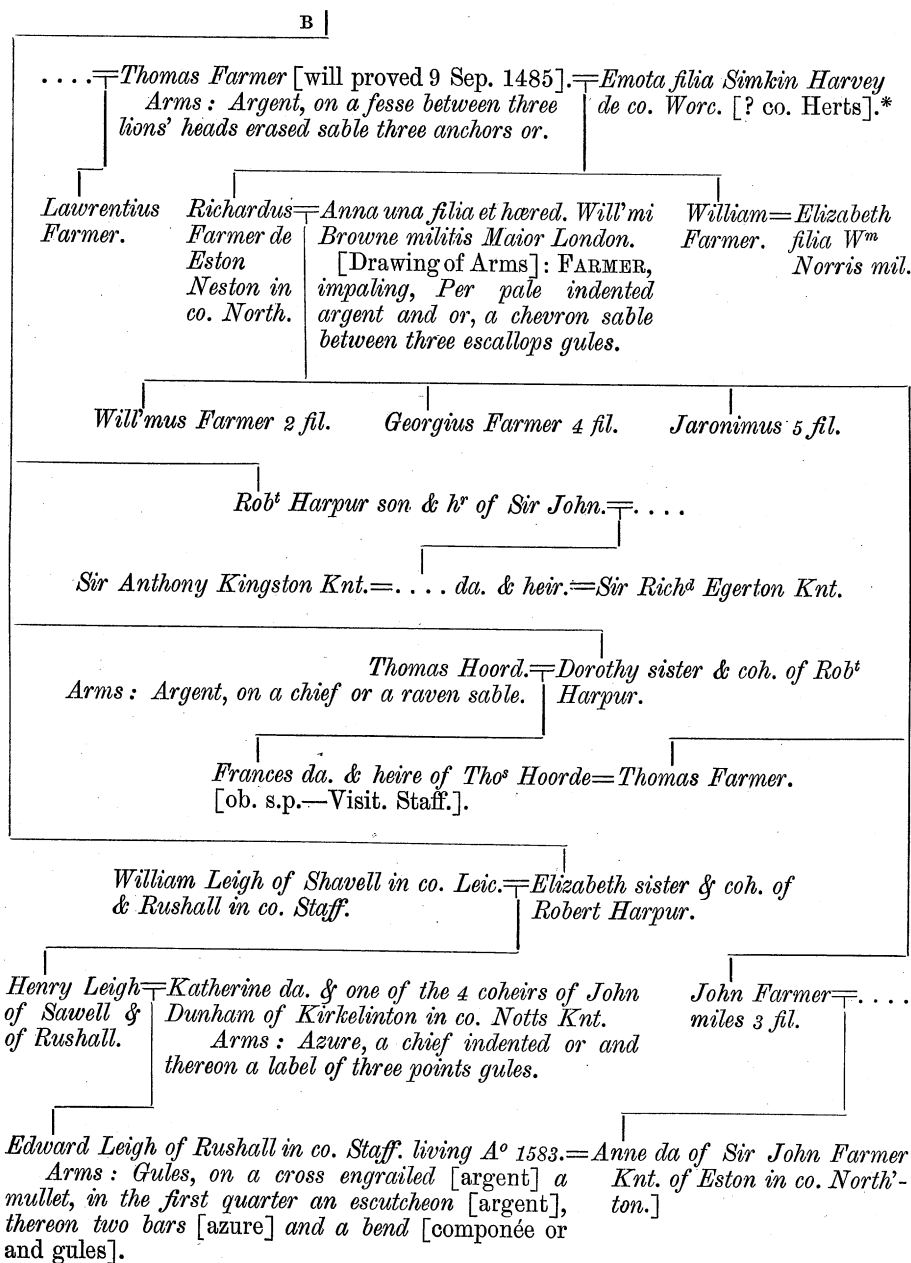 B
. . . . Thomas Farmer [will proved 9 Sep. 1485]. Emota filia Simkin Harvey
Arms : Argent, on a fesse between three
lions' heads erased sable three anchors or.
de co. Worc. [? co. Herts].*
Lawrentius
Farmer.
Richardus
Farmer de
Eston
Neston in
co. North.
Anna una filia et hæred. Will'mi
Browne militis Maior London.
[Drawing of Arms] : FARMER,
impaling, Per pale indented
argent and or, a chevron sable
between three escallops gules.
William = Elizabeth
Farmer. filia Wm
Norris mil.
Will'mus Farmer 2 fil.
Georgius Farmer 4 fil.
Jaronimus 5 fil.
Robt Harpur son & hr of Sir John. . . . .
Sir Anthony Kingston Knt.=. . . . da. & heir.=Sir Richd Egerton Knt.
Thomas Hoord. Dorothy sister & coh. of Robt
Arms : Argent, on a chief or a raven sable. Harpur.
Frances da. & heire of Thos Hoorde=Thomas Farmer.
[ob. s.p.—Visit. Staff.].
William Leigh of Shavell in co. Leic. Elizabeth sister & coh. of
& Rushall in co. Staff. Robert Harpur.
Henry Leigh
of Sawell &
of Rushall.
Katherine da. & one of the 4 coheirs of John
Dunham of Kirkelinton in co. Notts Knt.
Arms : Azure, a chief indented or and
thereon a label of three points gules.
John Farmer . . . .
miles 3 fil.
Edward Leigh of Rushall in co. Staff. living Ao 1583.=Anne da of Sir John Farmer
Arms : Gules, on a cross engrailed [argent] a
mullet, in the first quarter an escutcheon [argent],
thereon two bars [azure] and a bend [componée or
and gules].
Knt. of Eston in co. North'-
ton.]